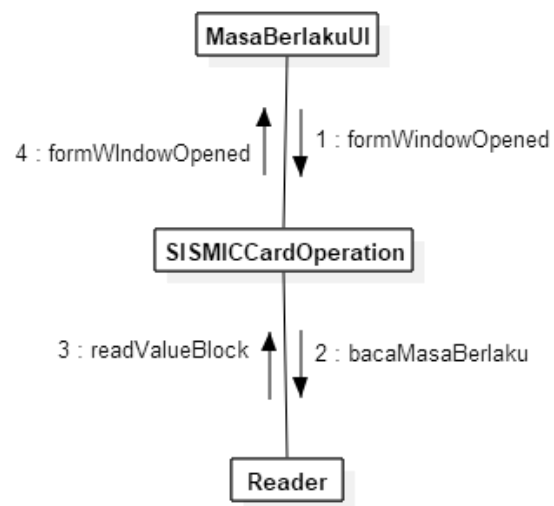 MasaBerlakuUI
1 : formWindowOpened
4 : formWIndowOpened
SISMICCardOperation
3 : readValueBlock
2 : bacaMasaBerlaku
Reader